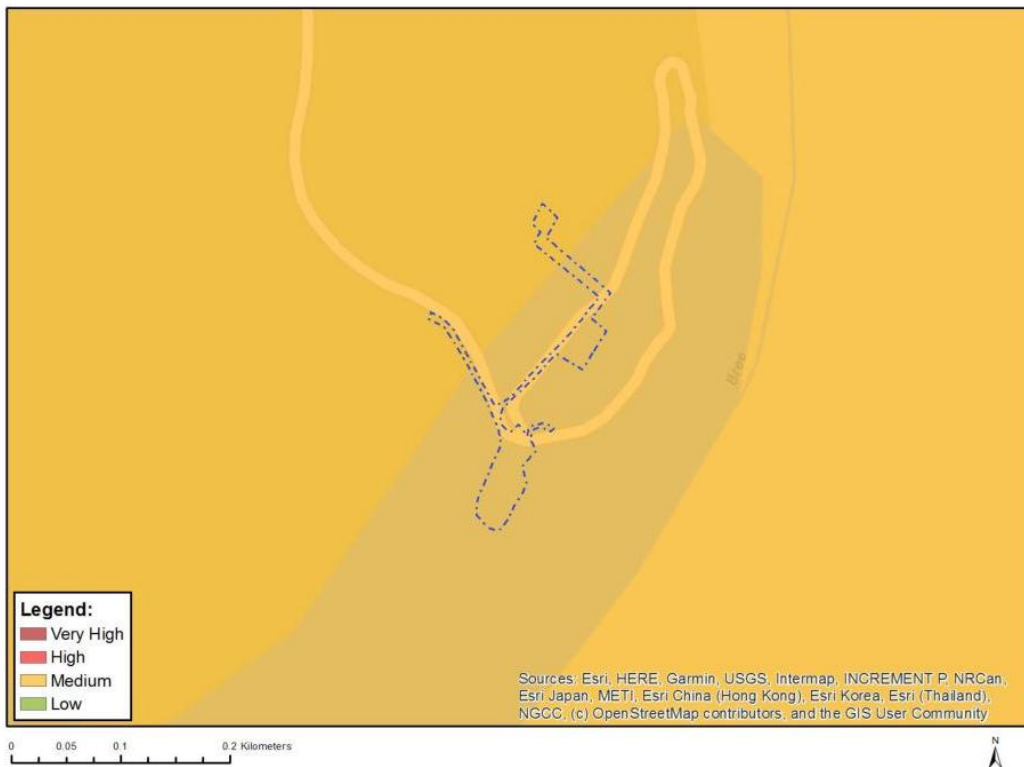 Bree
Legend:
Very High
High
Medium
Low
Sources: Esri, HERE, Garmin, USGS, Intermap, INCREMENT P, NRCan,
Esri Japan, METI, Esri China (Hong Kong), Esri Korea, Esri (Thailand),
NGCC, (c) OpenStreetMap contributors, and the GIS User Community
0 0.05 0.1 0.2 Kilometers
N